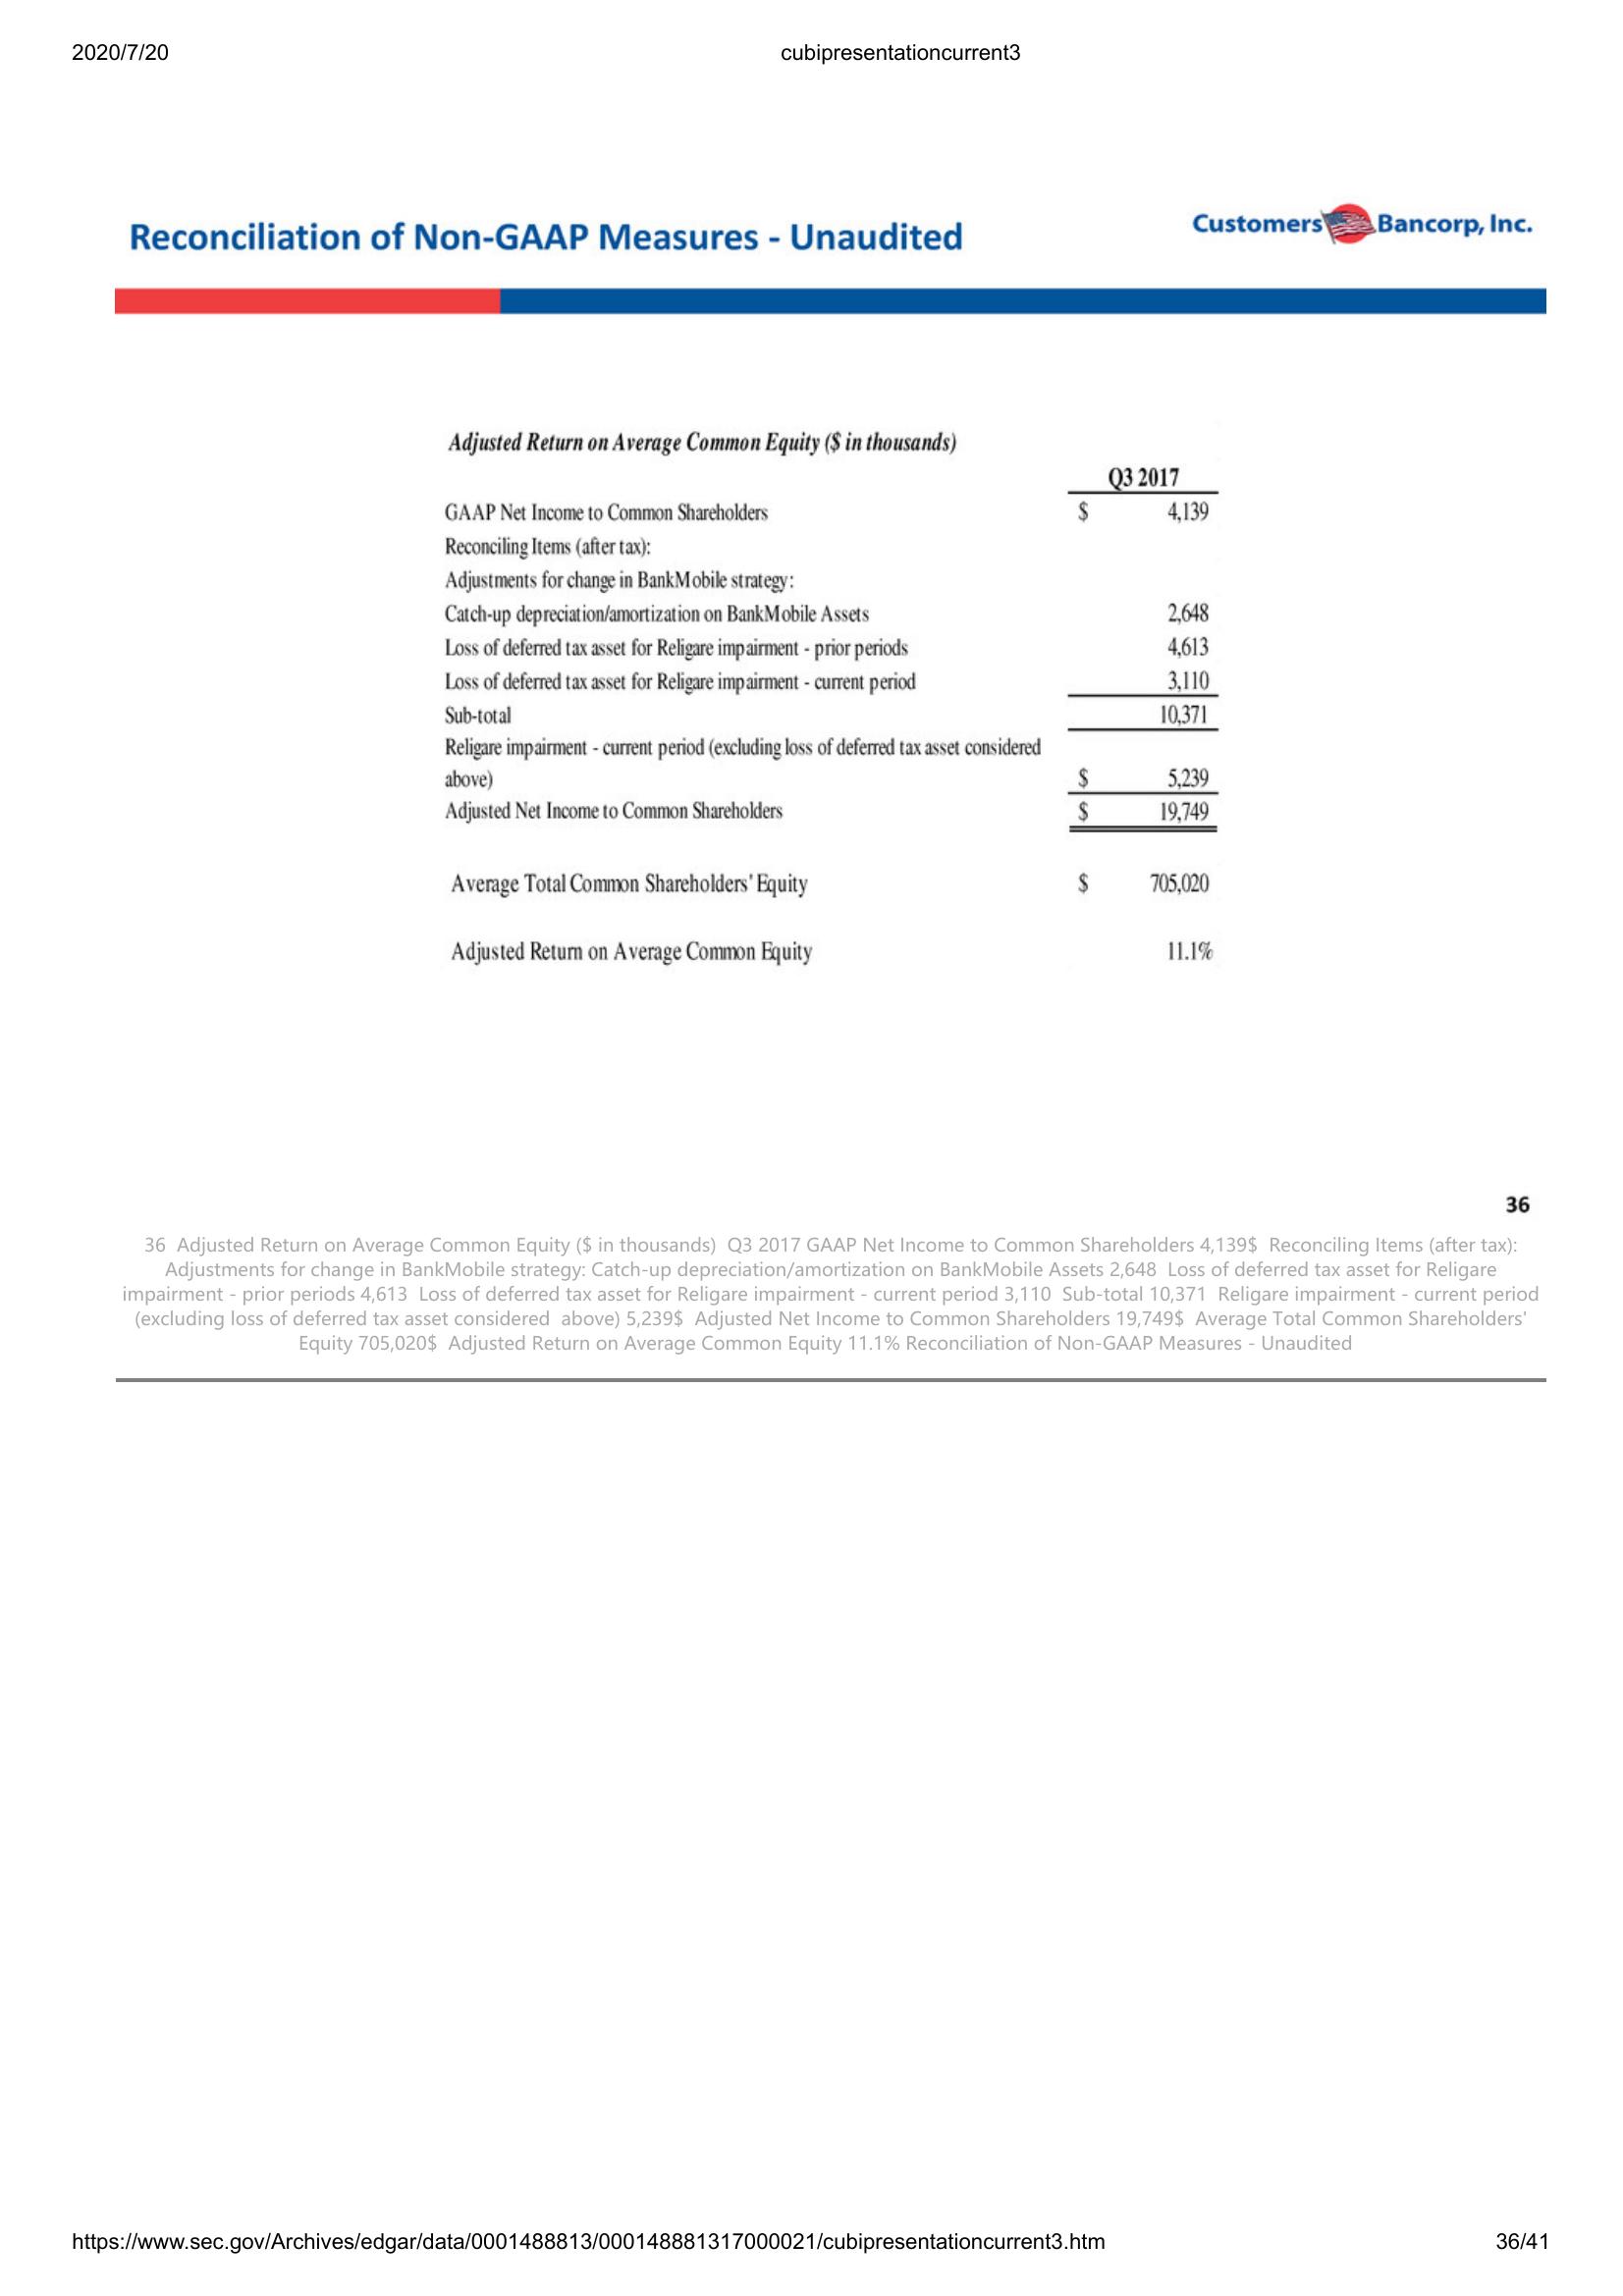 2020/7/20 cubipresentationcurrent3
Reconciliation of Non-GAAP Measures - Unaudited
Customers Bancorp, Inc.
Adjusted Return on Average Common Equity ($ in thousands)
Q3 2017
GAAP Net Income to Common Shareholders $ 4,139
Reconciling Items (after tax):
Adjustments for change in BankMobile strategy:
Catch-up depreciation/amortization on BankMobile Assets 2,648
Loss of deferred tax asset for Religare impairment - prior periods 4,613
Loss of deferred tax asset for Religare impairment - current period 3,110
Sub-total 10,371
Religare impairment - current period (excluding loss of deferred tax asset considered
above) $ 5,239
Adjusted Net Income to Common Shareholders $ 19,749
Average Total Common Shareholders' Equity $ 705,020
Adjusted Return on Average Common Equity 11.1%
36
36 Adjusted Return on Average Common Equity ($ in thousands) Q3 2017 GAAP Net Income to Common Shareholders 4,139$ Reconciling Items (after tax):
Adjustments for change in BankMobile strategy: Catch-up depreciation/amortization on BankMobile Assets 2,648 Loss of deferred tax asset for Religare
impairment - prior periods 4,613 Loss of deferred tax asset for Religare impairment - current period 3,110 Sub-total 10,371 Religare impairment - current period
(excluding loss of deferred tax asset considered above) 5,239$ Adjusted Net Income to Common Shareholders 19,749$ Average Total Common Shareholders'
Equity 705,020$ Adjusted Return on Average Common Equity 11.1% Reconciliation of Non-GAAP Measures - Unaudited
https://www.sec.gov/Archives/edgar/data/0001488813/000148881317000021/cubipresentationcurrent3.htm 36/41